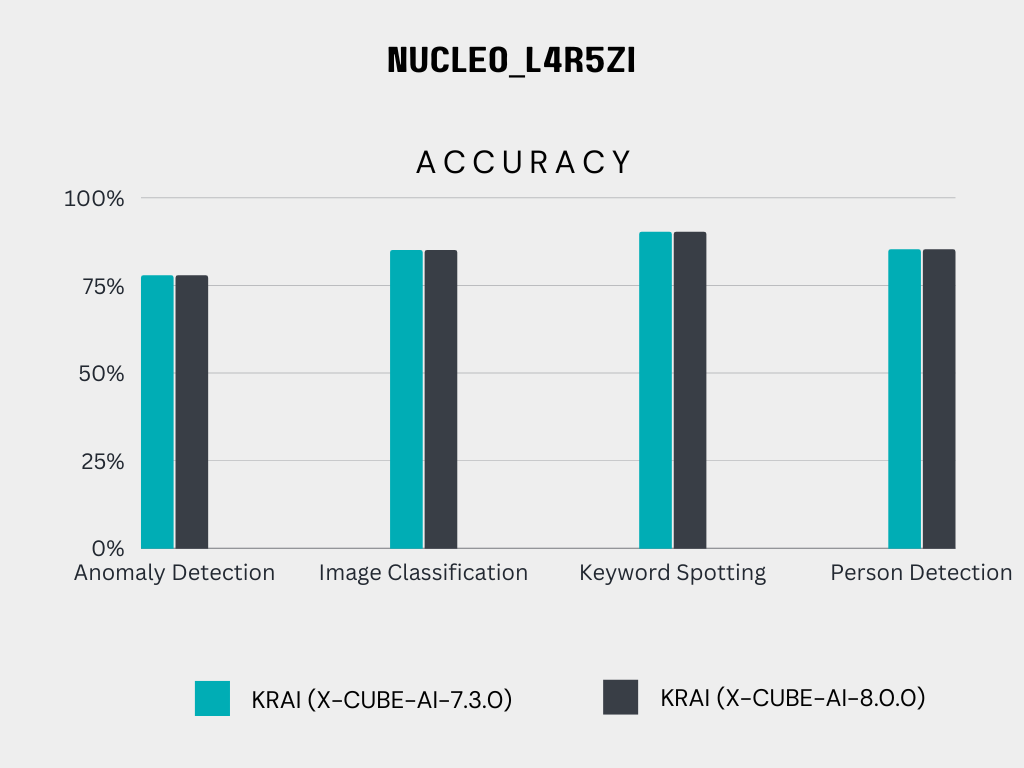 NUCLEO_L4R5ZI
ACCURACY
100%
75%
50%
25%
0%
Anomaly Detection Image Classification Keyword Spotting Person Detection
KRAI (X-CUBE-AI-7.3.0) KRAI (X-CUBE-AI-8.0.0)